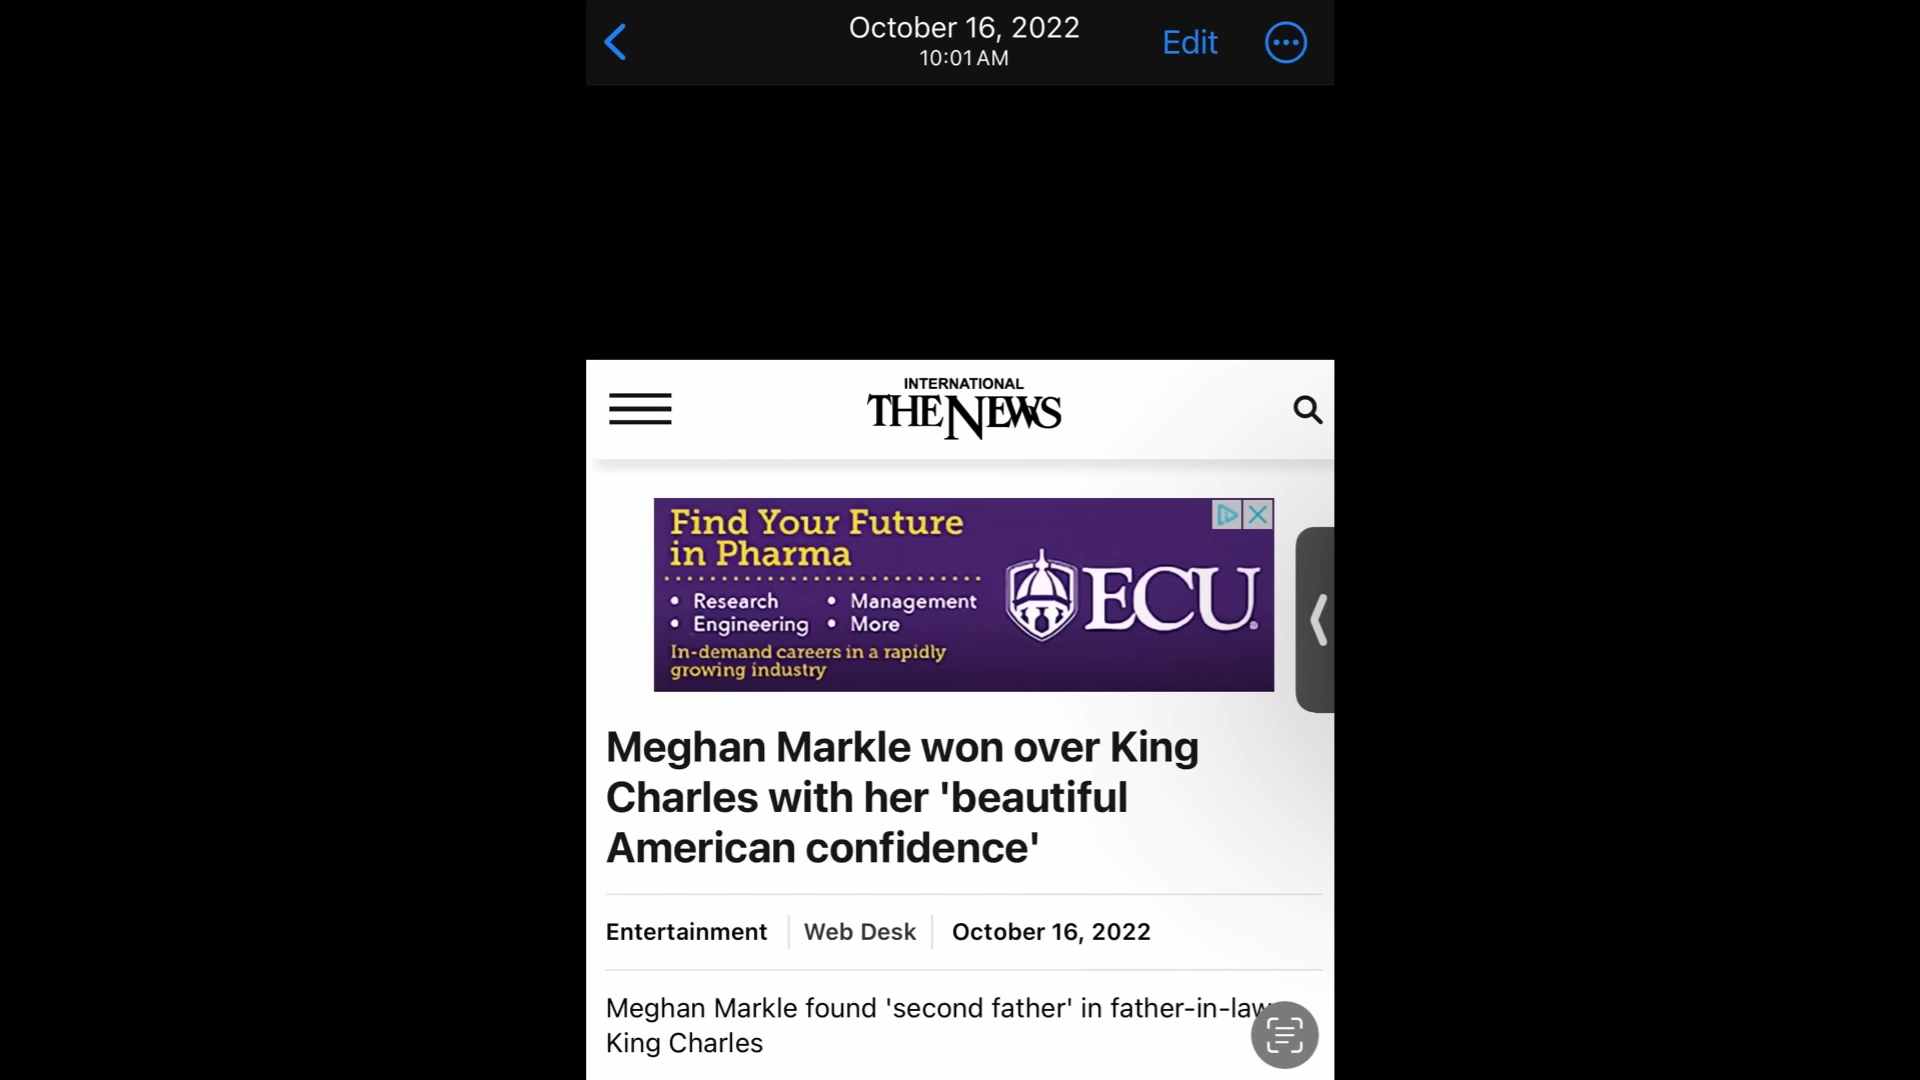 October 16, 2022
10:01 AM
Edit
INTERNATIONAL
THE NEWS
Find Your Future
in Pharma
• Research
• Engineering
• Management
• More
In-demand careers in a rapidly
growing industry
ECU
Meghan Markle won over King
Charles with her 'beautiful
American confidence'
Entertainment Web Desk October 16, 2022
Meghan Markle found 'second father' in father-in-law
King Charles